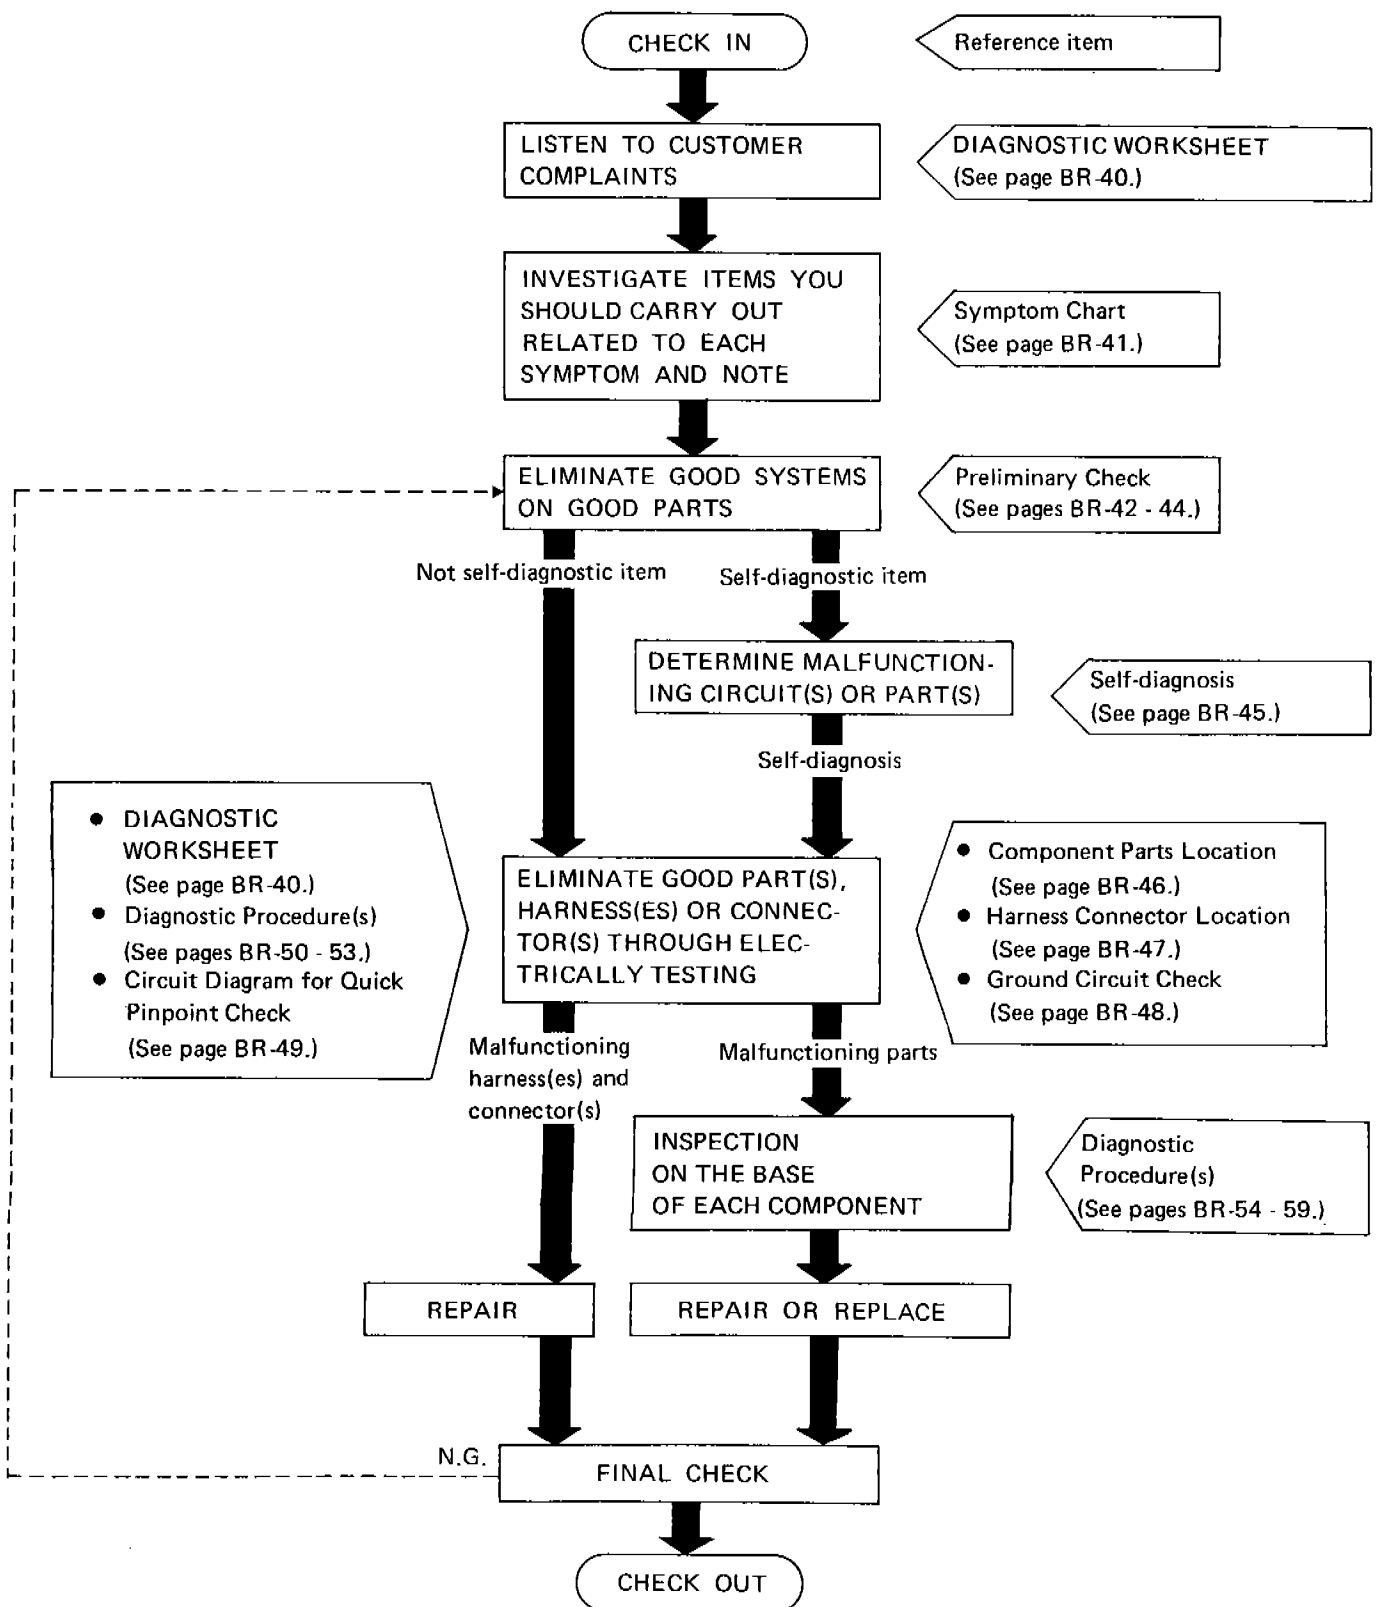 CHECK IN
Reference item
LISTEN TO CUSTOMER
COMPLAINTS
DIAGNOSTIC WORKSHEET
(See page BR-40.)
INVESTIGATE ITEMS YOU
SHOULD CARRY OUT
RELATED TO EACH
SYMPTOM AND NOTE
Symptom Chart
(See page BR-41.)
ELIMINATE GOOD SYSTEMS
ON GOOD PARTS
Preliminary Check
(See pages BR-42 - 44.)
Not self-diagnostic item
Self-diagnostic item
DETERMINE MALFUNCTION-
ING CIRCUIT(S) OR PART(S)
Self-diagnosis
(See page BR-45.)
Self-diagnosis
● DIAGNOSTIC
WORKSHEET
(See page BR-40.)
● Diagnostic Procedure(s)
(See pages BR-50 - 53.)
● Circuit Diagram for Quick
Pinpoint Check
(See page BR-49.)
ELIMINATE GOOD PART(S),
HARNESS(ES) OR CONNEC-
TOR(S) THROUGH ELEC-
TRICALLY TESTING
● Component Parts Location
(See page BR-46.)
● Harness Connector Location
(See page BR-47.)
● Ground Circuit Check
(See page BR-48.)
Malfunctioning
harness(es) and
connector(s)
Malfunctioning parts
INSPECTION
ON THE BASE
OF EACH COMPONENT
Diagnostic
Procedure(s)
(See pages BR-54 - 59.)
REPAIR
REPAIR OR REPLACE
N.G.
FINAL CHECK
CHECK OUT